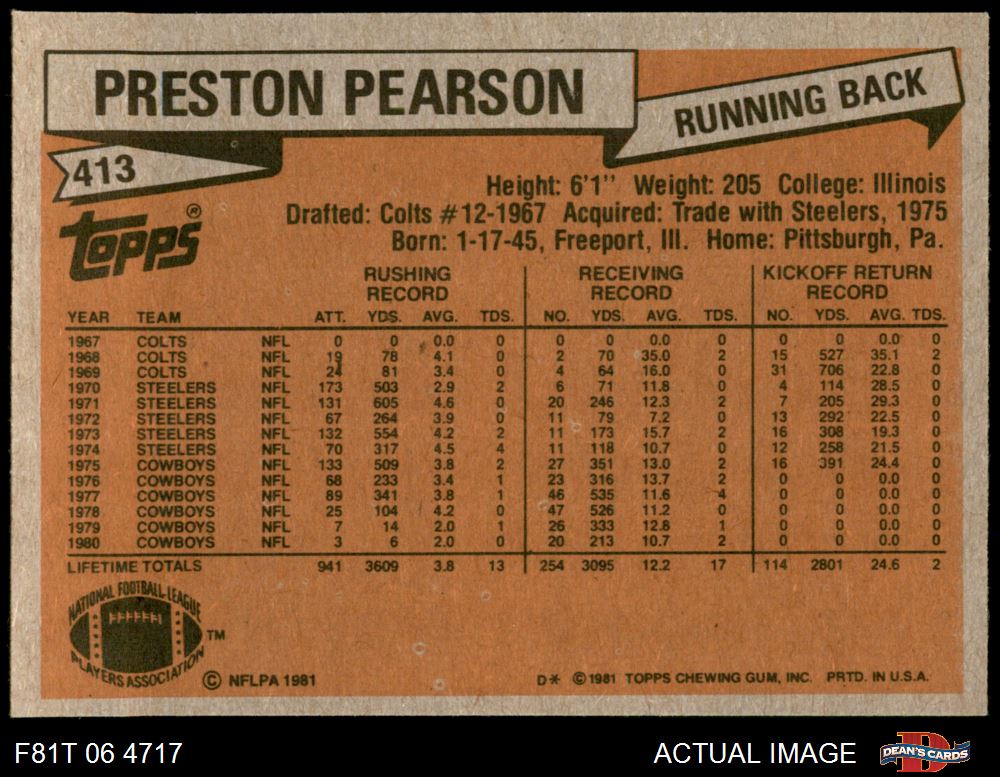 PRESTON PEARSON
RUNNING BACK
413
Topps®
Height: 6'1'' Weight: 205 College: Illinois
Drafted: Colts #12-1967 Acquired: Trade with Steelers, 1975
Born: 1-17-45, Freeport, Ill. Home: Pittsburgh, Pa.
RUSHING RECORD RECEIVING RECORD KICKOFF RETURN RECORD
YEAR TEAM ATT. YDS. AVG. TDS. NO. YDS. AVG. TDS. NO. YDS. AVG. TDS.
1967 COLTS NFL 0 0 0.0 0 0 0 0.0 0 0 0 0.0 0
1968 COLTS NFL 19 78 4.1 0 2 70 35.0 2 15 527 35.1 2
1969 COLTS NFL 24 81 3.4 0 4 64 16.0 0 31 706 22.8 0
1970 STEELERS NFL 173 503 2.9 2 6 71 11.8 0 4 114 28.5 0
1971 STEELERS NFL 131 605 4.6 0 20 246 12.3 2 7 205 29.3 0
1972 STEELERS NFL 67 264 3.9 0 11 79 7.2 0 13 292 22.5 0
1973 STEELERS NFL 132 554 4.2 2 11 173 15.7 2 16 308 19.3 0
1974 STEELERS NFL 70 317 4.5 4 11 118 10.7 0 12 258 21.5 0
1975 COWBOYS NFL 133 509 3.8 2 27 351 13.0 2 16 391 24.4 0
1976 COWBOYS NFL 68 233 3.4 1 23 316 13.7 2 0 0 0.0 0
1977 COWBOYS NFL 89 341 3.8 1 46 535 11.6 4 0 0 0.0 0
1978 COWBOYS NFL 25 104 4.2 0 47 526 11.2 0 0 0 0.0 0
1979 COWBOYS NFL 7 14 2.0 1 26 333 12.8 1 0 0 0.0 0
1980 COWBOYS NFL 3 6 2.0 0 20 213 10.7 2 0 0 0.0 0
LIFETIME TOTALS 941 3609 3.8 13 254 3095 12.2 17 114 2801 24.6 2
NATIONAL FOOTBALL LEAGUE
NFLPA
TM
PLAYERS ASSOCIATION
© NFLPA 1981
D* ©1981 TOPPS CHEWING GUM, INC. PRTD. IN U.S.A.
F81T 06 4717
ACTUAL IMAGE
DEAN'S CARDS